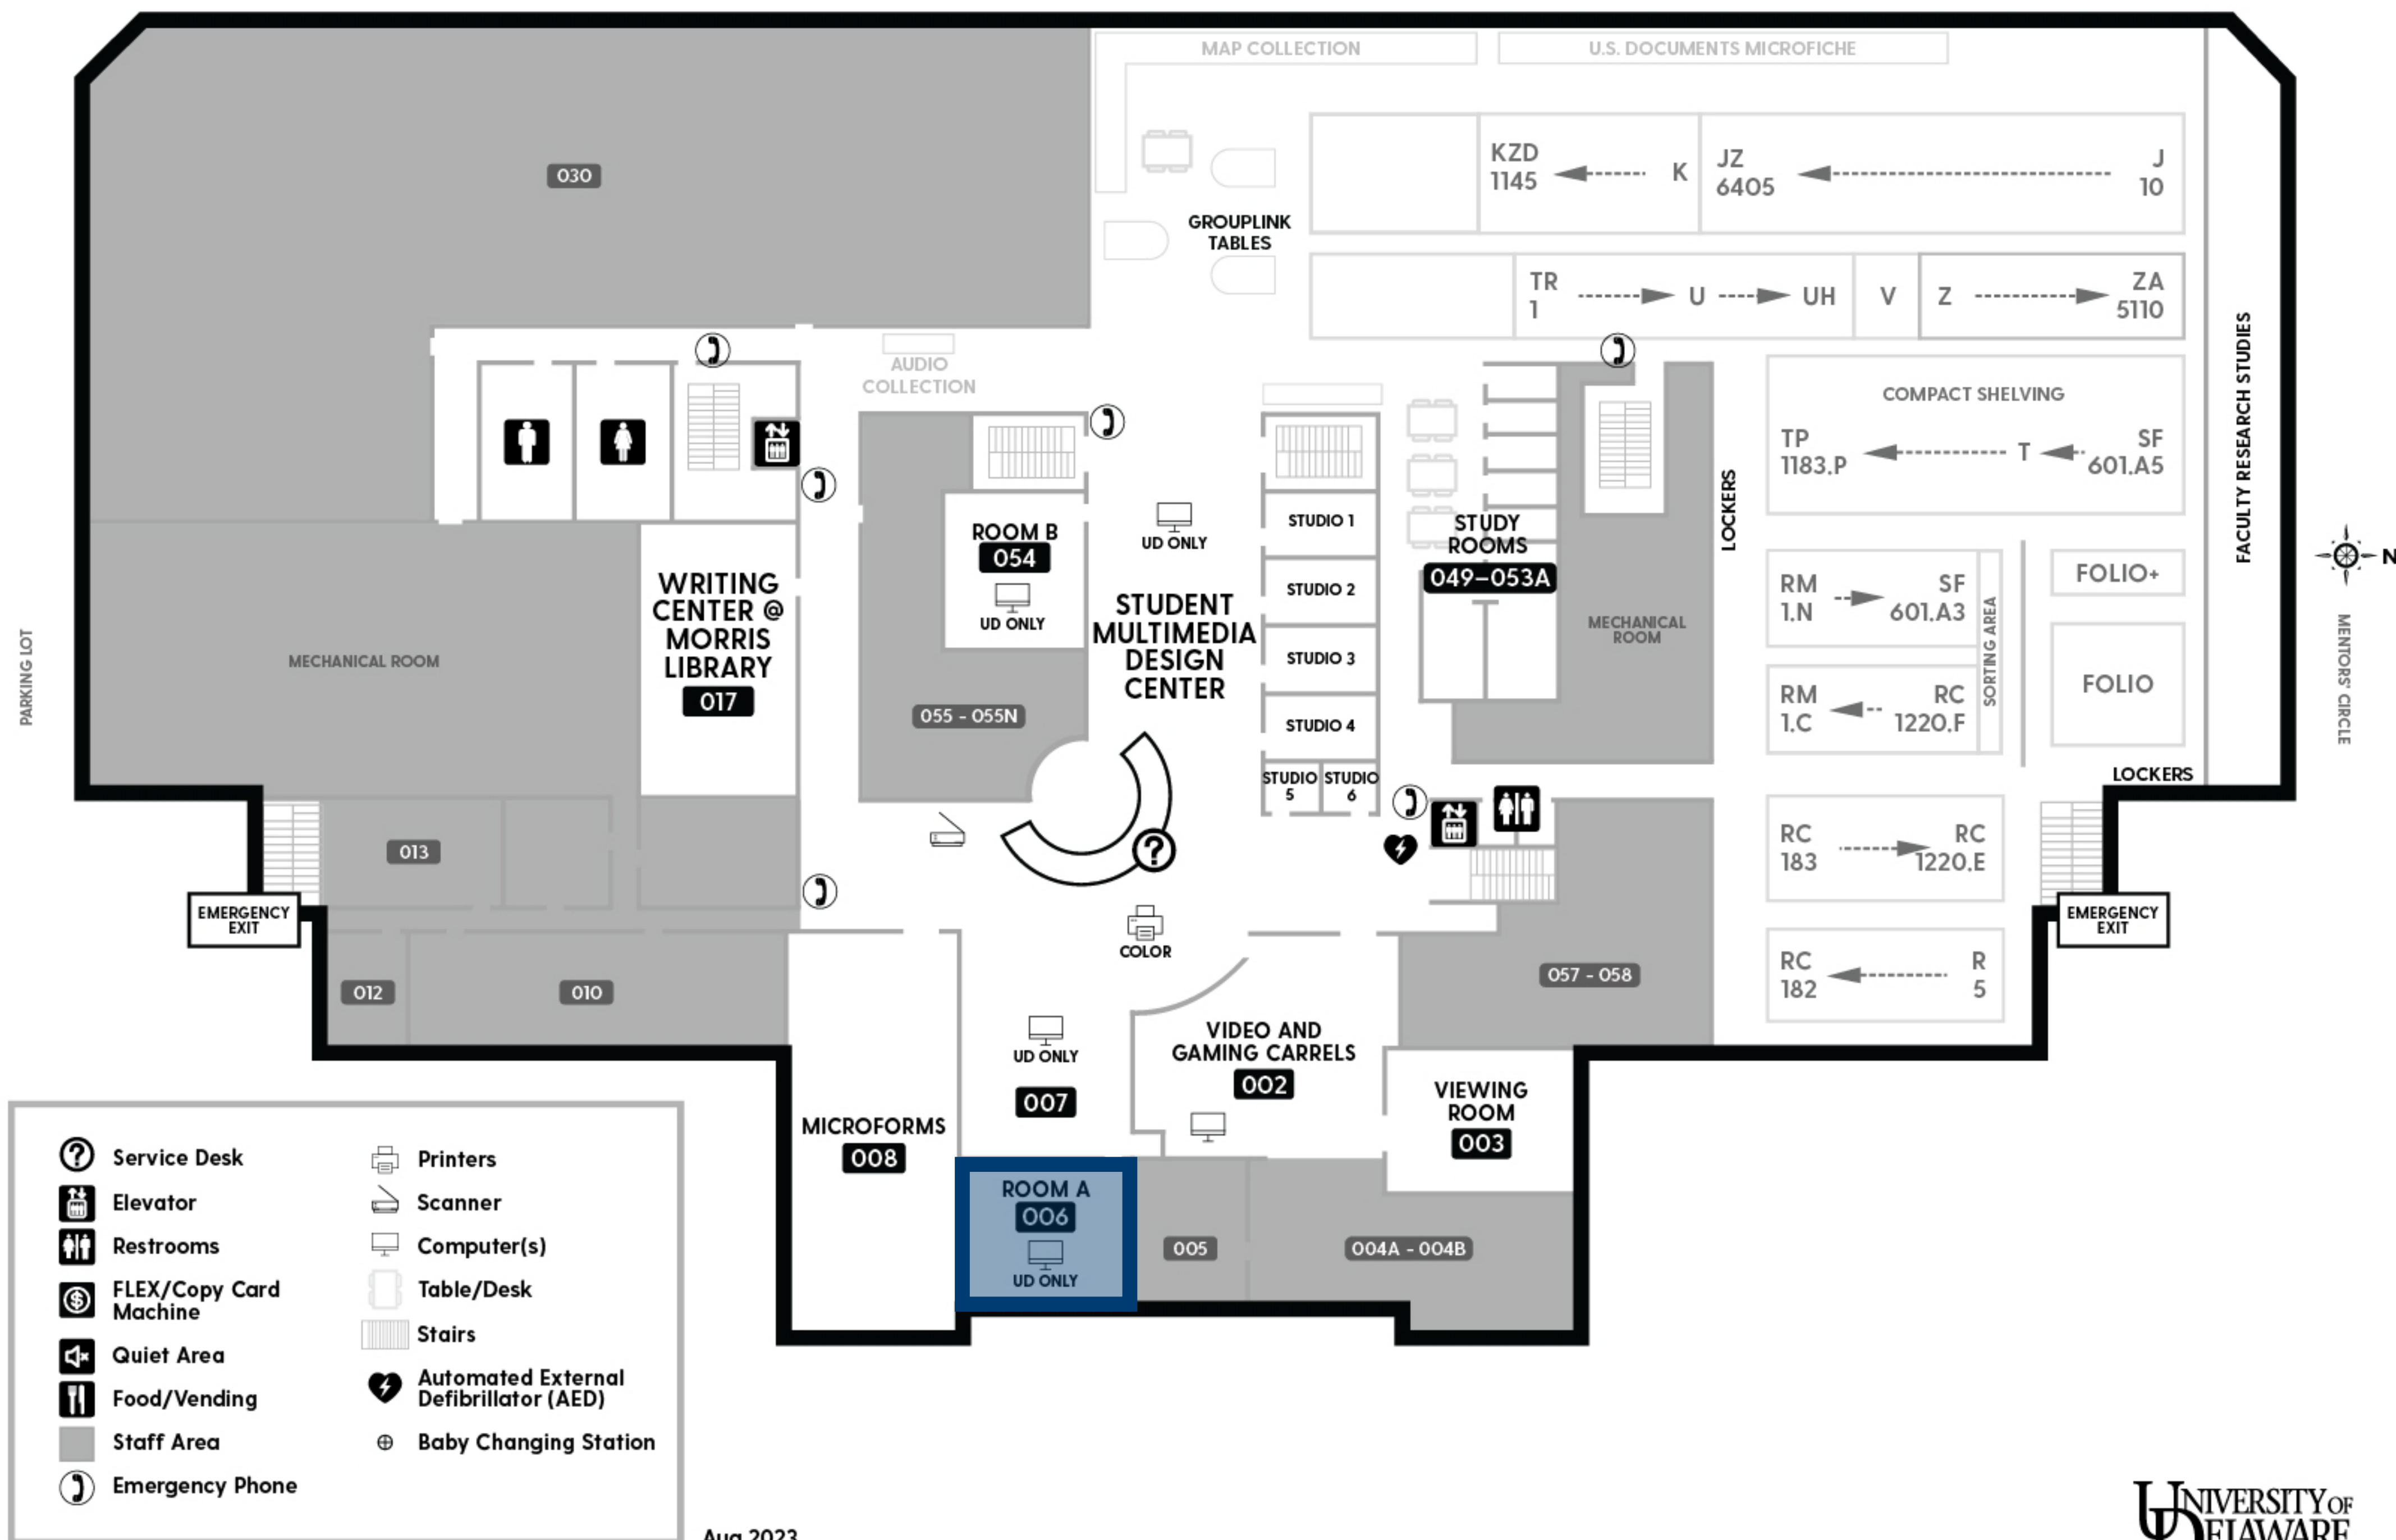 MAP COLLECTION
U.S. DOCUMENTS MICROFICHE
030
GROUPLINK
TABLES
KZD
1145
K
JZ
6405
J
10
TR
1
U
UH
V
Z
ZA
5110
AUDIO
COLLECTION
COMPACT SHELVING
TP
1183.P
T
SF
601.A5
FACULTY RESEARCH STUDIES
LOCKERS
ROOM B
054
UD ONLY
UD ONLY
STUDENT
MULTIMEDIA
DESIGN
CENTER
STUDIO 1
STUDIO 2
STUDIO 3
STUDIO 4
STUDIO
5
STUDIO
6
STUDY
ROOMS
049–053A
MECHANICAL
ROOM
WRITING
CENTER @
MORRIS
LIBRARY
017
MECHANICAL ROOM
PARKING LOT
055 - 055N
RM
1.N
SF
601.A3
RM
1.C
RC
1220.F
SORTING AREA
FOLIO+
FOLIO
N
MENTORS' CIRCLE
LOCKERS
013
EMERGENCY
EXIT
RC
183
RC
1220.E
EMERGENCY
EXIT
COLOR
012
010
057 - 058
RC
182
R
5
UD ONLY
007
VIDEO AND
GAMING CARRELS
002
VIEWING
ROOM
003
MICROFORMS
008
ROOM A
006
UD ONLY
005
004A - 004B
Service Desk
Elevator
Restrooms
FLEX/Copy Card
Machine
Quiet Area
Food/Vending
Staff Area
Emergency Phone
Printers
Scanner
Computer(s)
Table/Desk
Stairs
Automated External
Defibrillator (AED)
Baby Changing Station
Aug 2023
UNIVERSITY OF
DELAWARE